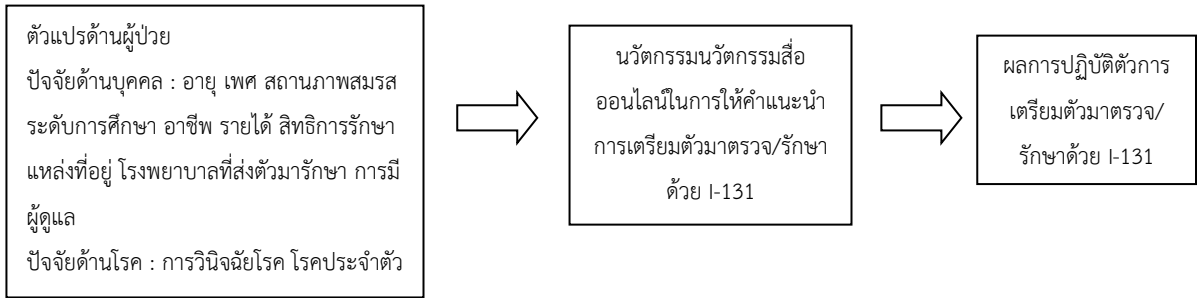 ตัวแปรด้านผู้ป่วย
ปัจจัยด้านบุคคล : อายุ เพศ สถานภาพสมรส
ระดับการศึกษา อาชีพ รายได้ สิทธิการรักษา
แหล่งที่อยู่ โรงพยาบาลที่ส่งตัวมารักษา การมี
ผู้ดูแล
ปัจจัยด้านโรค : การวินิจฉัยโรค โรคประจำตัว
นวัตกรรมนวัตกรรมสื่อ
ออนไลน์ในการให้คำแนะนำ
การเตรียมตัวมาตรวจ/รักษา
ด้วย I-131
ผลการปฏิบัติตัวการ
เตรียมตัวมาตรวจ/
รักษาด้วย I-131